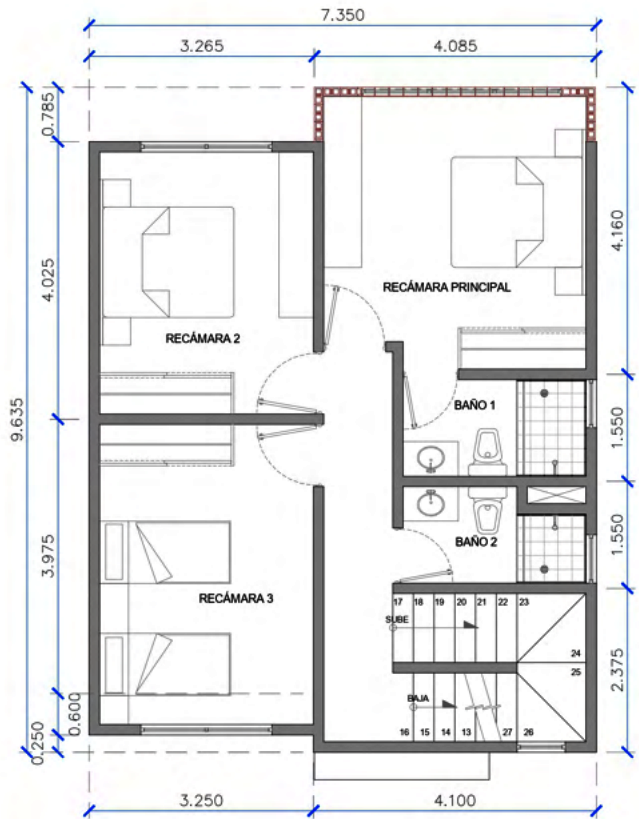 7.350
3.265 4.085
0.785
4.025
9.635
3.975
0.600
0.250
4.160
1.550
1.550
2.375
RECÁMARA PRINCIPAL
RECÁMARA 2
BAÑO 1
BAÑO 2
RECÁMARA 3
17 18 19 20 21 22 23
SUBE
24
25
BAJA
16 15 14 13 27 26
3.250 4.100